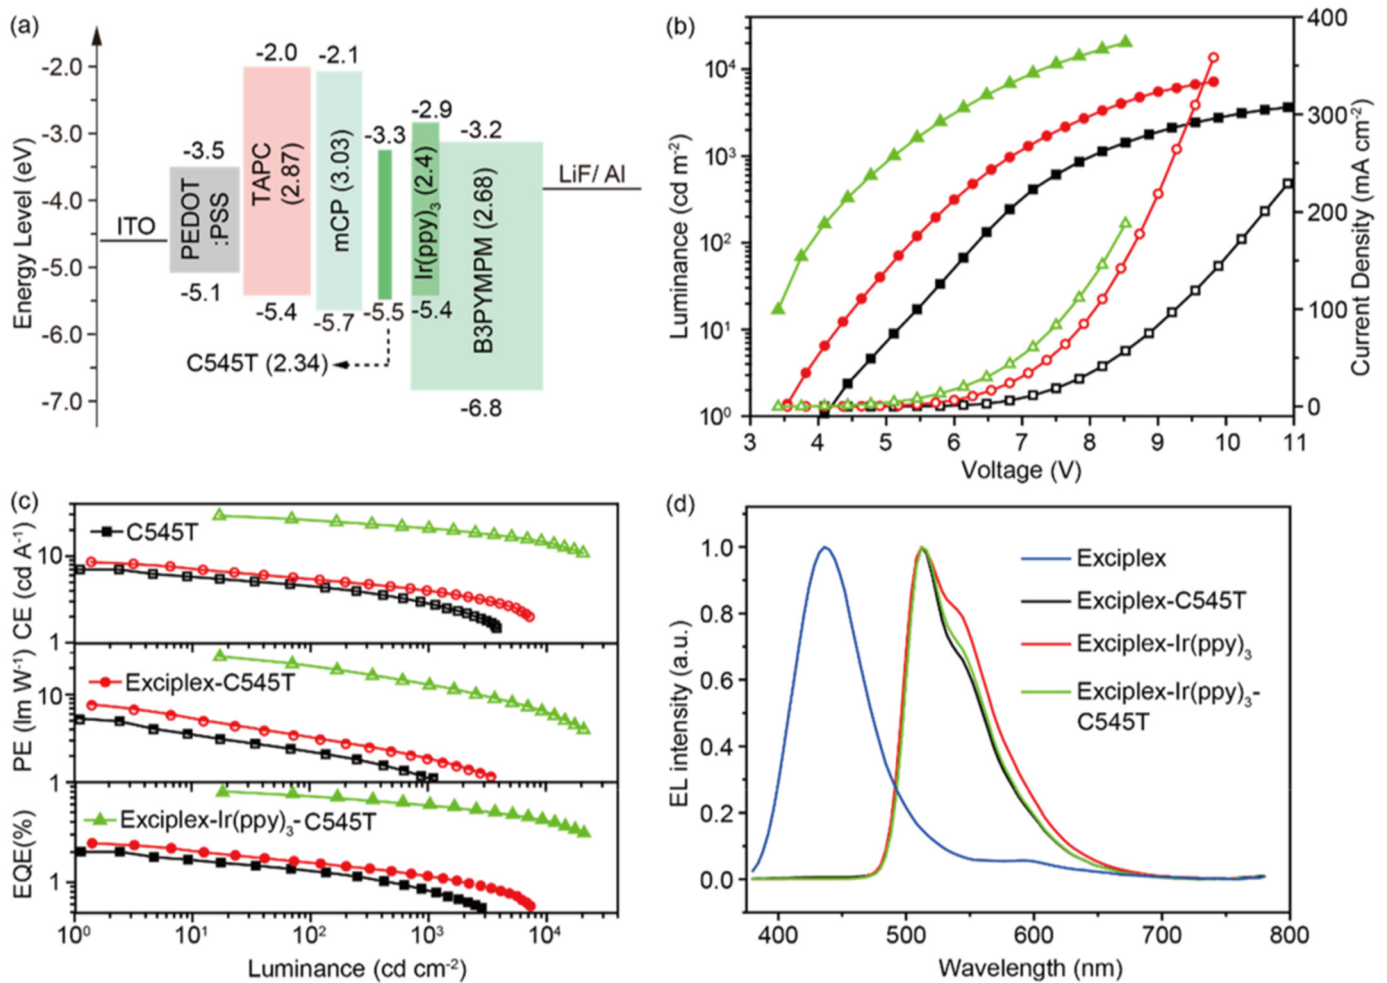 (a)
Energy Level (eV)
-2.0
-3.0
-4.0
-5.0
-6.0
-7.0
ITO
-3.5
PEDOT
:PSS
-5.1
-2.0
TAPC
(2.87)
-5.4
-2.1
mCP (3.03)
-5.7
-3.3
-5.5
C545T (2.34)
-2.9
Ir(ppy)3 (2.4)
-5.4
-3.2
B3PYMPM (2.68)
-6.8
LiF/ Al
(b)
Luminance (cd m-2)
10^4
10^3
10^2
10^1
10^0
3 4 5 6 7 8 9 10 11
Voltage (V)
400
300
200
100
0
Current Density (mA cm-2)
(c)
CE (cd A-1)
10
1
C545T
PE (lm W-1)
10
1
Exciplex-C545T
EQE(%)
1
1
Exciplex-Ir(ppy)3-C545T
10^0 10^1 10^2 10^3 10^4
Luminance (cd cm-2)
(d)
EL intensity (a.u.)
1.0
0.8
0.6
0.4
0.2
0.0
Exciplex
Exciplex-C545T
Exciplex-Ir(ppy)3
Exciplex-Ir(ppy)3-
C545T
400 500 600 700 800
Wavelength (nm)